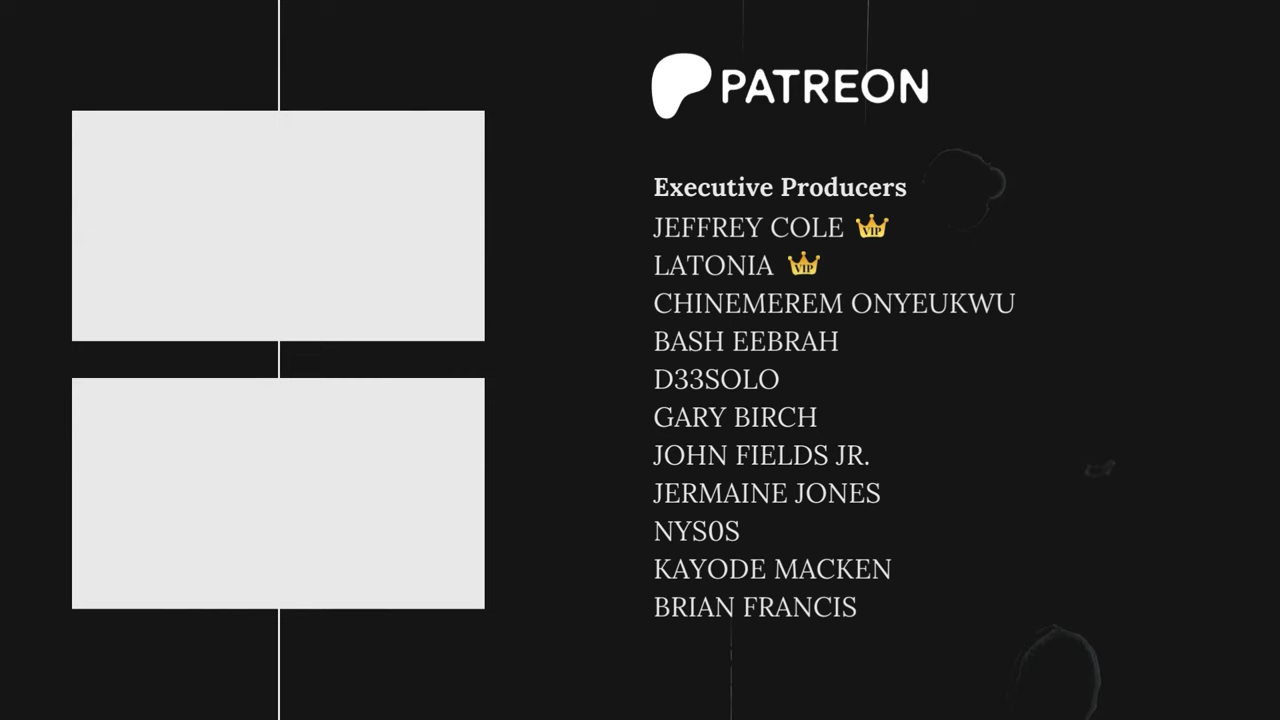 PATREON
Executive Producers
JEFFREY COLE VIP
LATONIA VIP
CHINEMEREM ONYEUKWU
BASH EEBRAH
D33SOLO
GARY BIRCH
JOHN FIELDS JR.
JERMAINE JONES
NYS0S
KAYODE MACKEN
BRIAN FRANCIS